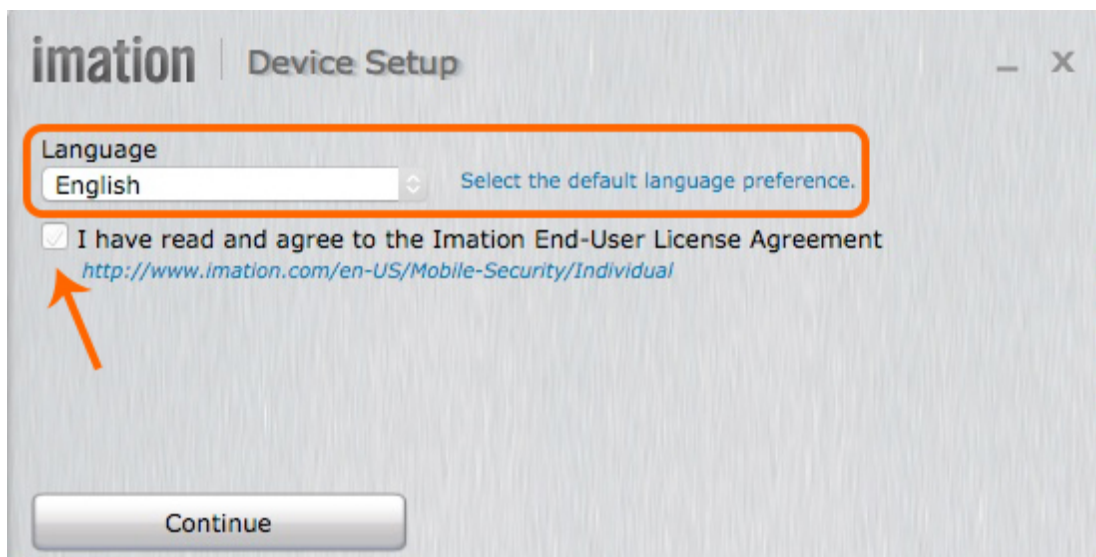 imation Device Setup
Language
English Select the default language preference.
I have read and agree to the Imation End-User License Agreement
http://www.imation.com/en-US/Mobile-Security/Individual
Continue